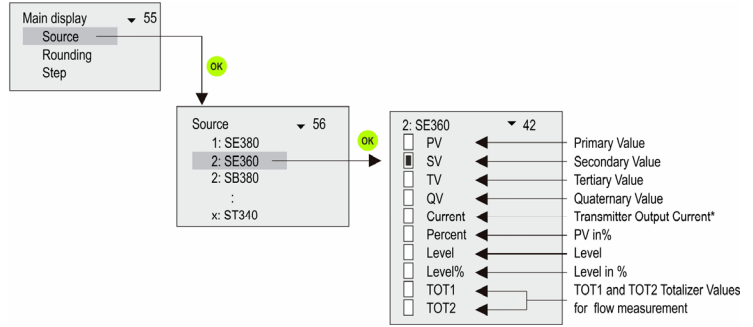 Main display 55
Source
Rounding
Step
OK
Source 56
1: SE380
2: SE360
2: SB380
:
x: ST340
OK
2: SE360 42
PV Primary Value
SV Secondary Value
TV Tertiary Value
QV Quaternary Value
Current Transmitter Output Current*
Percent PV in%
Level Level
Level% Level in %
TOT1 TOT1 and TOT2 Totalizer Values
TOT2 for flow measurement